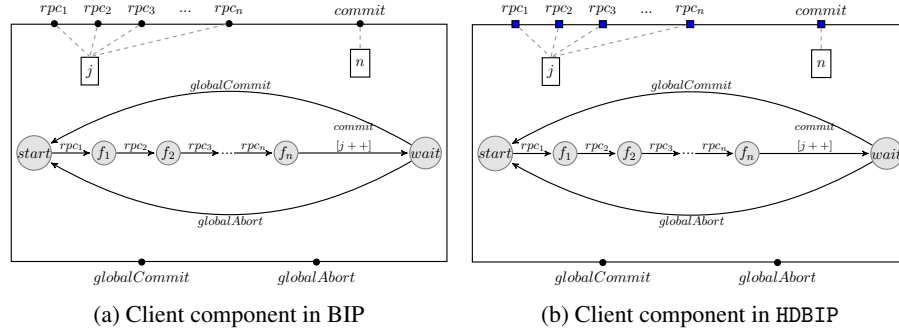 rpc₁ rpc₂ rpc₃ ... rpcₙ commit
j n
globalCommit
commit
start rpc₁ f₁ rpc₂ f₂ rpc₃ ... rpcₙ fₙ [j++] wait
globalAbort
globalCommit globalAbort
(a) Client component in BIP
rpc₁ rpc₂ rpc₃ ... rpcₙ commit
j n
globalCommit
commit
start rpc₁ f₁ rpc₂ f₂ rpc₃ ... rpcₙ fₙ [j++] wait
globalAbort
globalCommit globalAbort
(b) Client component in HDBIP